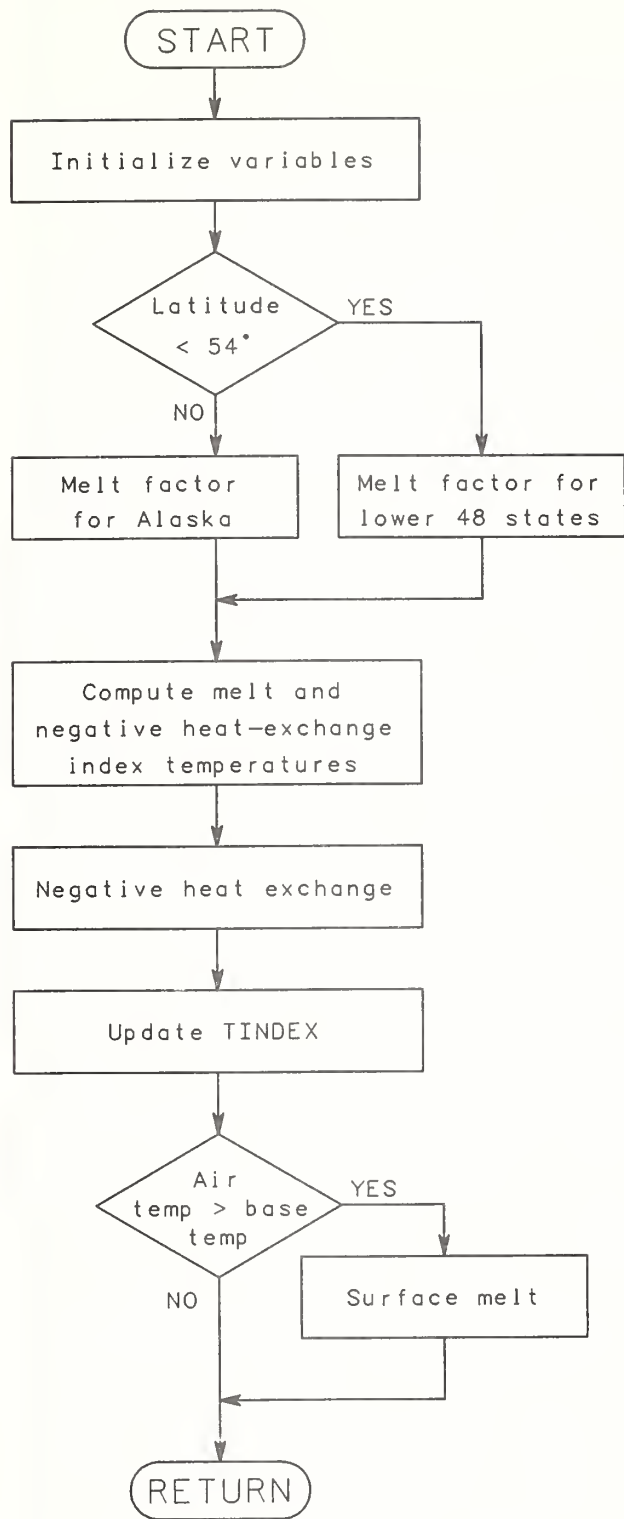 START
Initialize variables
Latitude
< 54°
YES
NO
Melt factor
for Alaska
Melt factor for
lower 48 states
Compute melt and
negative heat-exchange
index temperatures
Negative heat exchange
Update TINDEX
Air
temp > base
temp
YES
NO
Surface melt
RETURN